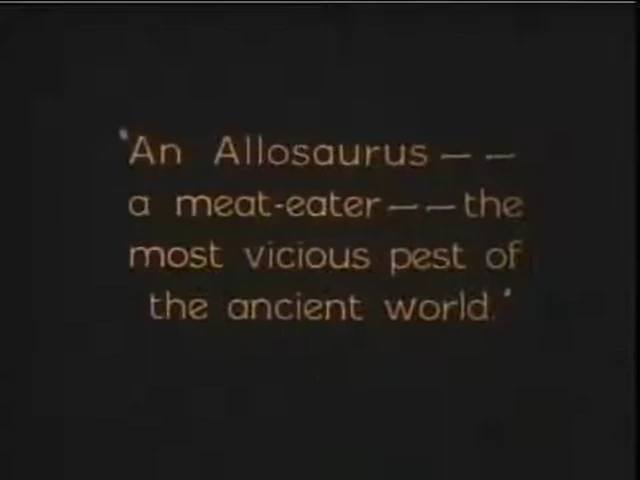 "An Allosaurus — —
a meat-eater — — the
most vicious pest of
the ancient world."